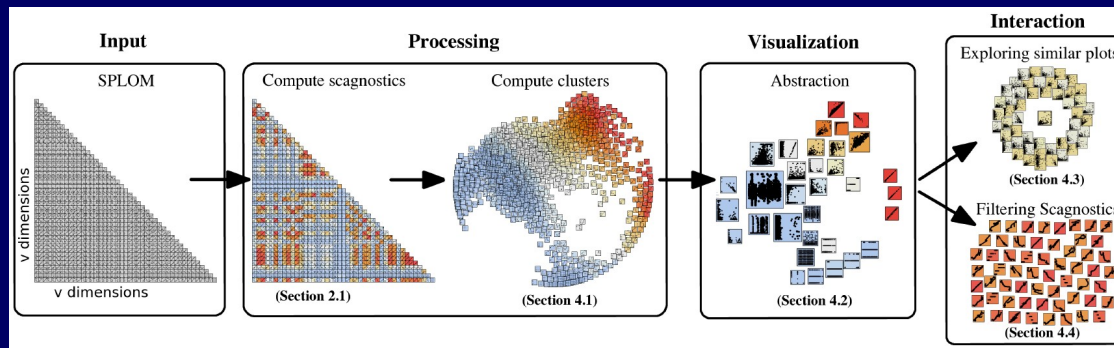 Input
Processing
Visualization
Interaction
SPLOM
v dimensions
v dimensions
Compute scagnostics
(Section 2.1)
Compute clusters
(Section 4.1)
Abstraction
(Section 4.2)
Exploring similar plots
(Section 4.3)
Filtering Scagnostics
(Section 4.4)